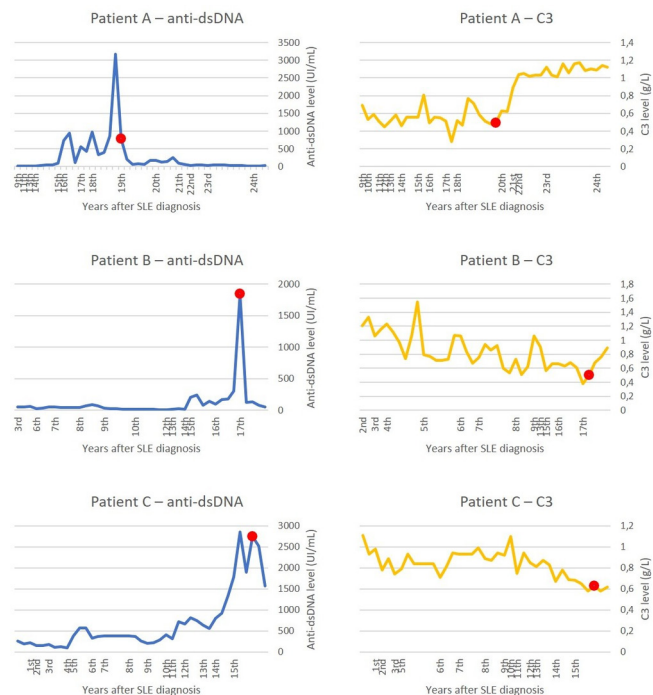 Patient A – anti-dsDNA
3500
3000
2500
2000
1500
1000
500
0
Anti-dsDNA level (UI/mL)
9th 11th 13th 14th 15th 16th 17th 18th 19th 20th 21th 22nd 23rd 24th
Years after SLE diagnosis
Patient A – C3
1,4
1,2
1
0,8
0,6
0,4
0,2
0
C3 level (g/L)
9th 10th 11th 12th 13th 14th 15th 16th 17th 18th 20th 21st 22nd 23rd 24th
Years after SLE diagnosis
Patient B – anti-dsDNA
2000
1500
1000
500
0
Anti-dsDNA level (UI/mL)
3rd 6th 7th 8th 9th 10th 12th 13th 14th 15th 16th 17th
Years after SLE diagnosis
Patient B – C3
1,8
1,6
1,4
1,2
1
0,8
0,6
0,4
0,2
0
C3 level (g/L)
2nd 3rd 4th 5th 6th 7th 8th 9th 15th 16th 17th
Years after SLE diagnosis
Patient C – anti-dsDNA
3000
2500
2000
1500
1000
500
0
Anti-dsDNA level (UI/mL)
1st 2nd 3rd 4th 5th 6th 7th 8th 9th 10th 11th 12th 13th 14th 15th
Years after SLE diagnosis
Patient C – C3
1,2
1
0,8
0,6
0,4
0,2
0
C3 level (g/L)
1st 2nd 3rd 5th 6th 7th 8th 9th 10th 11th 12th 13th 14th 15th
Years after SLE diagnosis